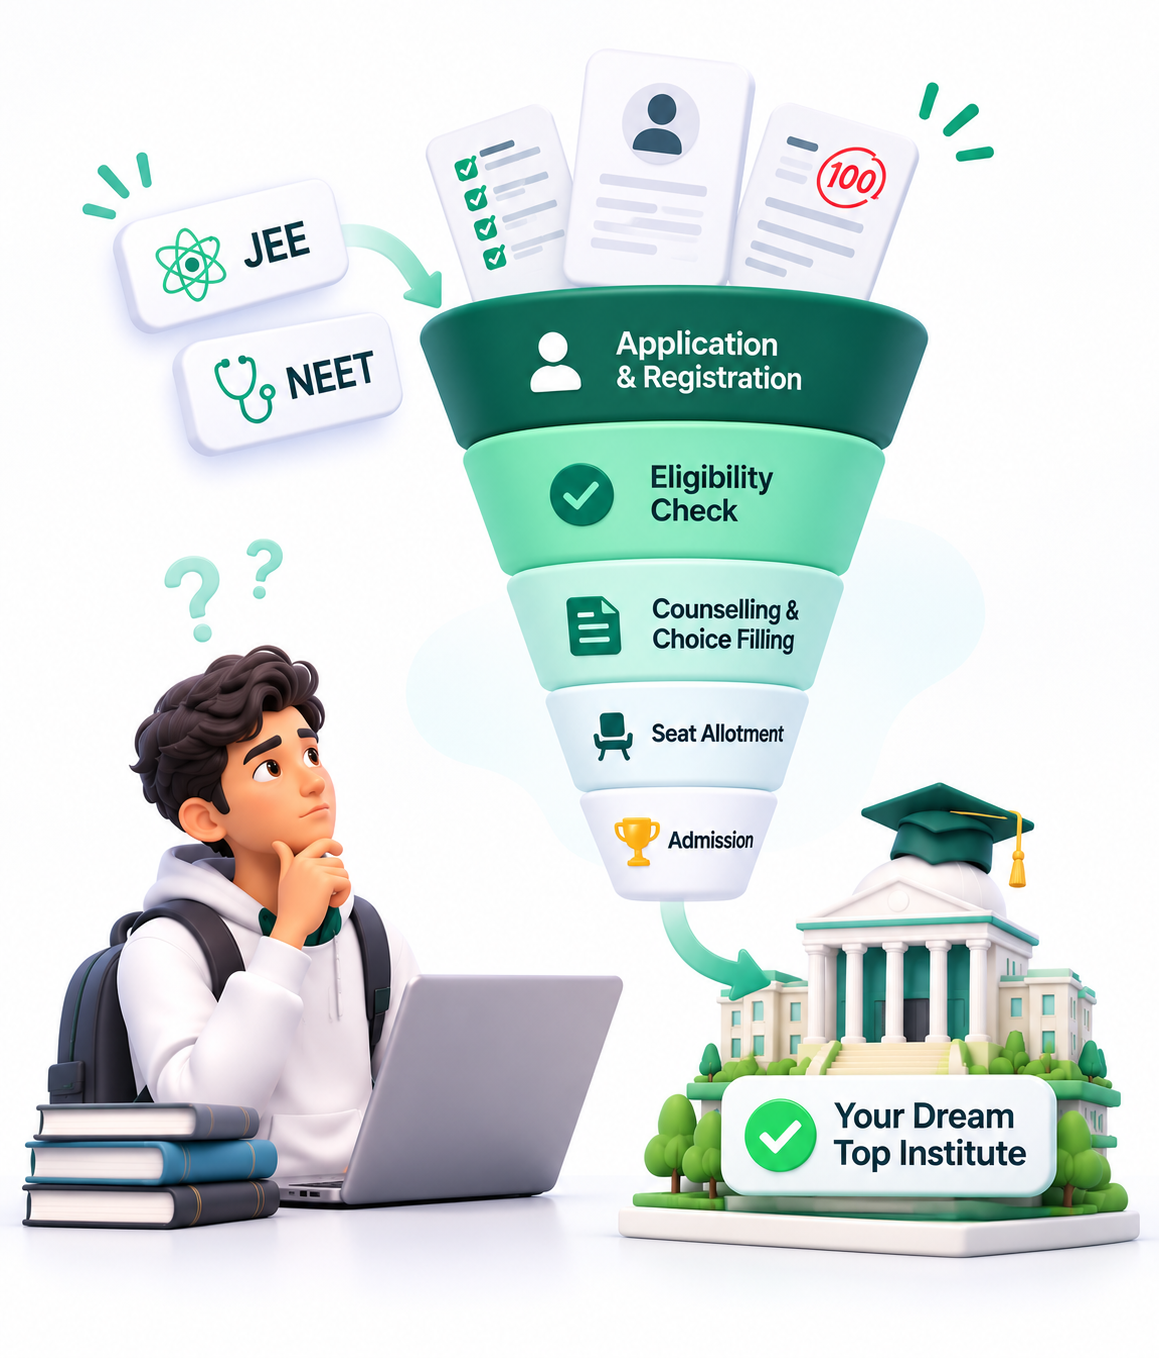 JEE
NEET
100
Application
& Registration
Eligibility
Check
Counselling &
Choice Filling
Seat Allotment
Admission
Your Dream
Top Institute
? ?